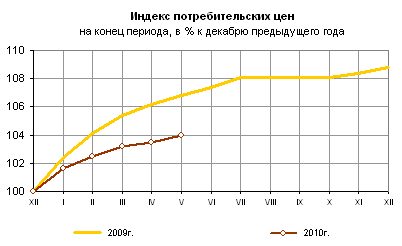 Индекс потребительских цен
на конец периода, в % к декабрю предыдущего года
110
108
106
104
102
100
XII I II III IV V VI VII VIII IX X XI XII
2009г. 2010г.